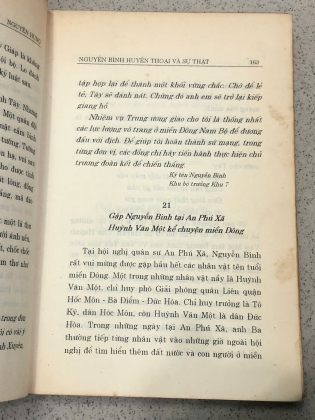 NGUYỄN BÌNH HUYỀN THOẠI VÀ SỰ THẬT 163
tập hợp lại để thành một khối vững chắc. Chớ để lẻ
tẻ, Tây sẽ đánh nát. Chừng đó anh em sẽ trở lại kiếp
giang hồ
Nhiệm vụ Trung ương giao cho tôi là thống nhất
các lực lượng võ trang ở miền Đông Nam Bộ để đương
đầu với địch. Để giúp tôi hoàn thành sứ mạng, trong
từng đơn vị, các đồng chí hãy tiến hành thực hiện chủ
trương đoàn kết để chiến thắng.
Ký tên Nguyễn Bình
Khu bộ trưởng Khu 7
21
Gặp Nguyễn Bình tại An Phú Xã
Huỳnh Văn Một kể chuyện miền Đông
Tại hội nghị quân sự An Phú Xã, Nguyễn Bình
rất vui mừng được gặp hầu hết các nhân vật tên tuổi
miền Đông. Một trong những nhân vật nầy là Huỳnh
Văn Một, chỉ huy phó Giải phóng quân Liên quận
Hóc Môn - Bà Điểm - Đức Hòa. Chỉ huy trưởng là Tô
Ký, dân Hóc Môn, còn Huỳnh Văn Một là dân Đức
Hòa. Trong những ngày tại An Phú Xã, anh Ba
thường tiếp từng nhân vật vào những giờ ngoài hội
nghị để tìm hiểu thêm đất nước và con người ở miền